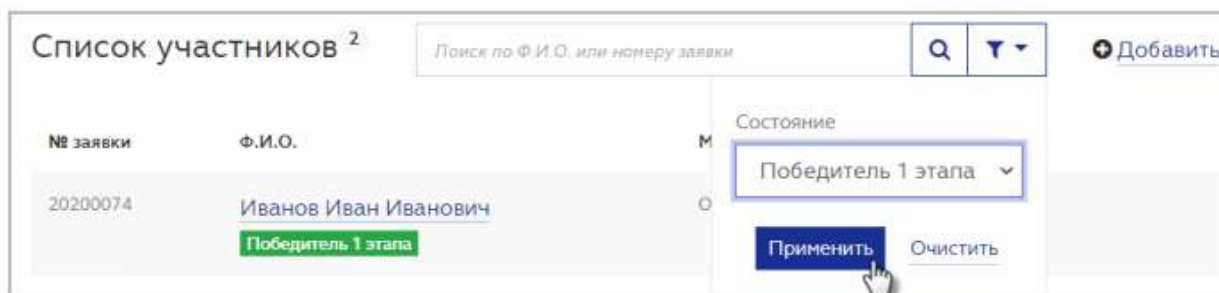 Список участников 2
Поиск по Ф.И.О. или номеру заявки
Добавить
Состояние
№ заявки Ф.И.О. М
Победитель 1 этапа
20200074 Иванов Иван Иванович О
Победитель 1 этапа
Применить Очистить